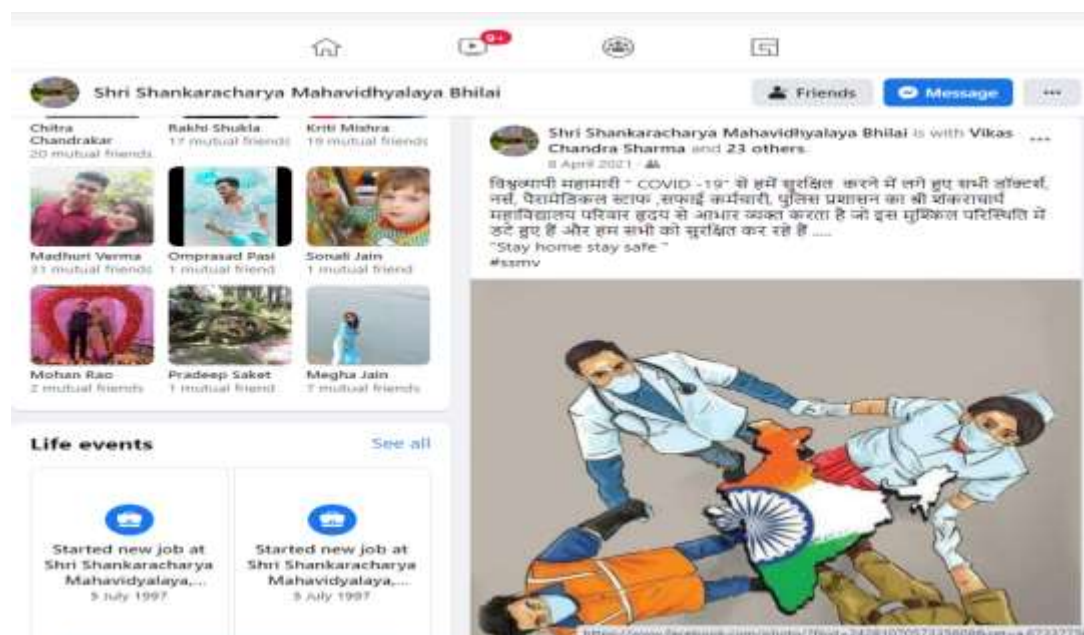 9+
Shri Shankaracharya Mahavidhyalaya Bhilai
Friends
Message
Chitra Chandrakar
20 mutual friends
Rakhi Shukla
17 mutual friends
Kriti Mishra
19 mutual friends
Madhuri Verma
31 mutual friends
Omprasad Pasi
1 mutual friend
Sonali Jain
1 mutual friend
Mohan Rao
2 mutual friends
Pradeep Saket
1 mutual friend
Megha Jain
7 mutual friends
Life events
See all
Started new job at
Shri Shankaracharya
Mahavidyalaya,...
5 July 1997
Started new job at
Shri Shankaracharya
Mahavidyalaya,...
5 July 1997
Shri Shankaracharya Mahavidhyalaya Bhilai is with Vikas
Chandra Sharma and 23 others.
8 April 2021
विश्वव्यापी महामारी " COVID -19" से हमें सुरक्षित करने में लगे हुए सभी डॉक्टर्स,
नर्स, पैरामेडिकल स्टाफ ,सफाई कर्मचारी, पुलिस प्रशासन का श्री शंकराचार्य
महाविद्यालय परिवार हृदय से आभार व्यक्त करता है जो इस मुश्किल परिस्थिति में
डटे हुए हैं और हम सभी को सुरक्षित कर रहे हैं .....
"Stay home stay safe "
#ssmv